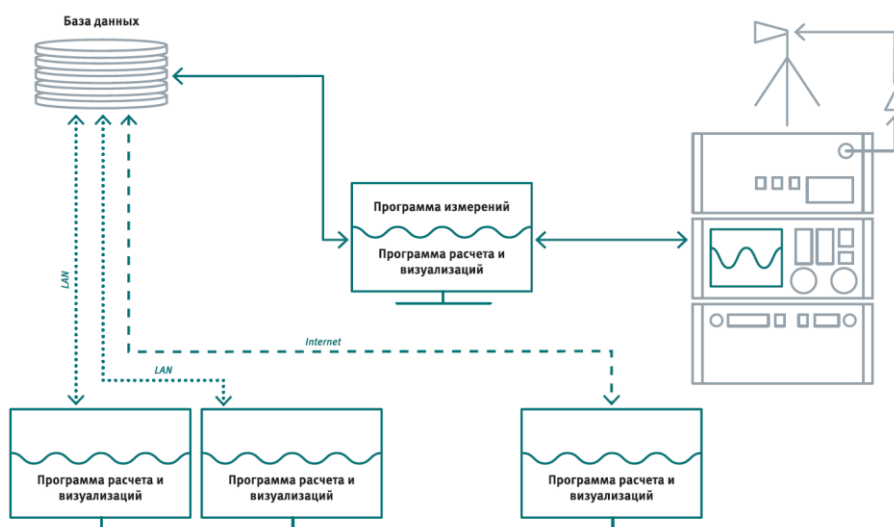 База данных
Программа измерений
Программа расчета и
визуализаций
LAN
Internet
LAN
Программа расчета и
визуализаций
Программа расчета и
визуализаций
Программа расчета и
визуализаций